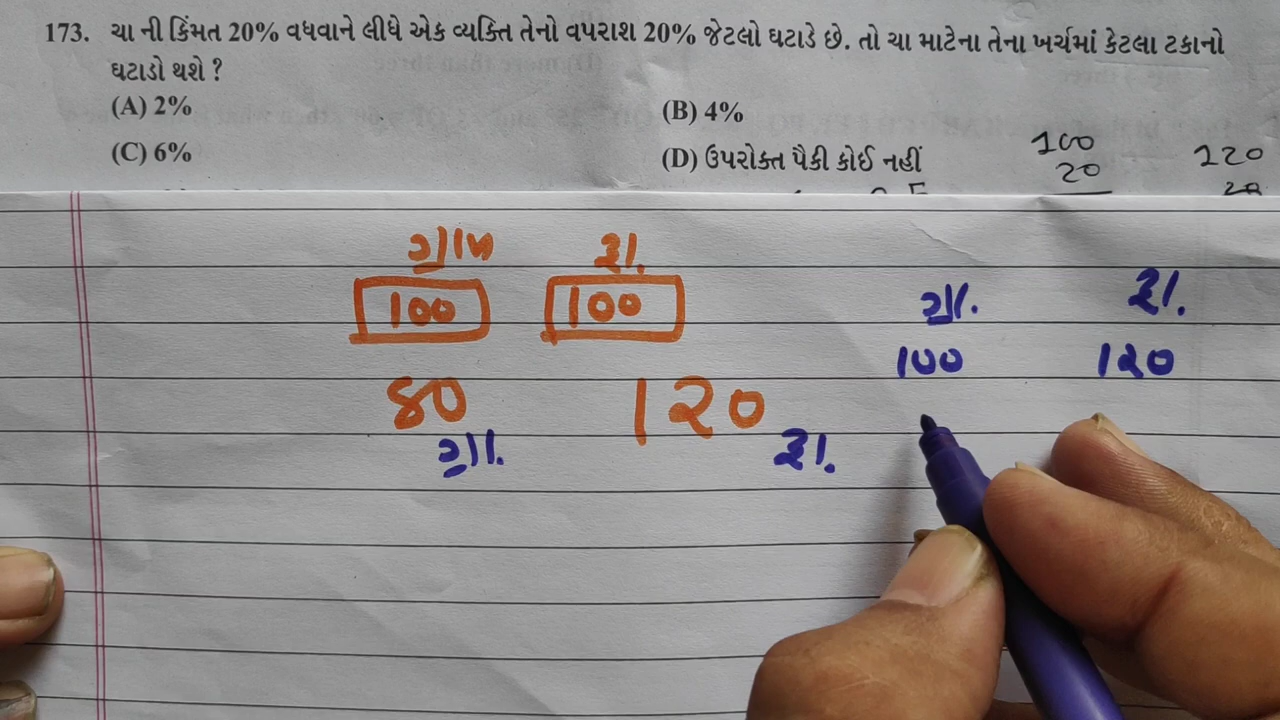 173. ચા ની કિંમત 20% વધવાને લીધે એક વ્યક્તિ તેનો વપરાશ 20% જેટલો ઘટાડે છે. તો ચા માટેના તેના ખર્ચમાં કેટલા ટકાનો
ઘટાડો થશે ?
(A) 2% (B) 4%
(C) 6% (D) ઉપરોક્ત પૈકી કોઈ નહીં
100 120
20 20
ગ્રામ રૂા.
100 100
ગ્રા. રૂા.
100 120
80 120
ગ્રા. રૂા.